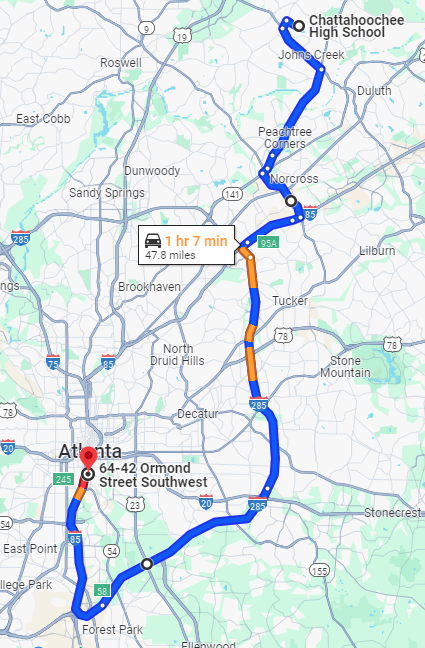 9
Chattahoochee
High School
19
Johns Creek
Roswell
Duluth
East Cobb
Peachtree
Corners
Dunwoody
Norcross
Sandy Springs
141
85
285
1 hr 7 min
95A
47.8 miles
Lilburn
ngs
Brookhaven
Tucker
78
78
North
Druid Hills
75
85
Stone
Mountain
285
78
Decatur
20
Atlanta
64-42 Ormond
Street Southwest
245
20
285
23
Stonecrest
54
85
East Point
54
155
llege Park
58
Forest Park
Ellenwood